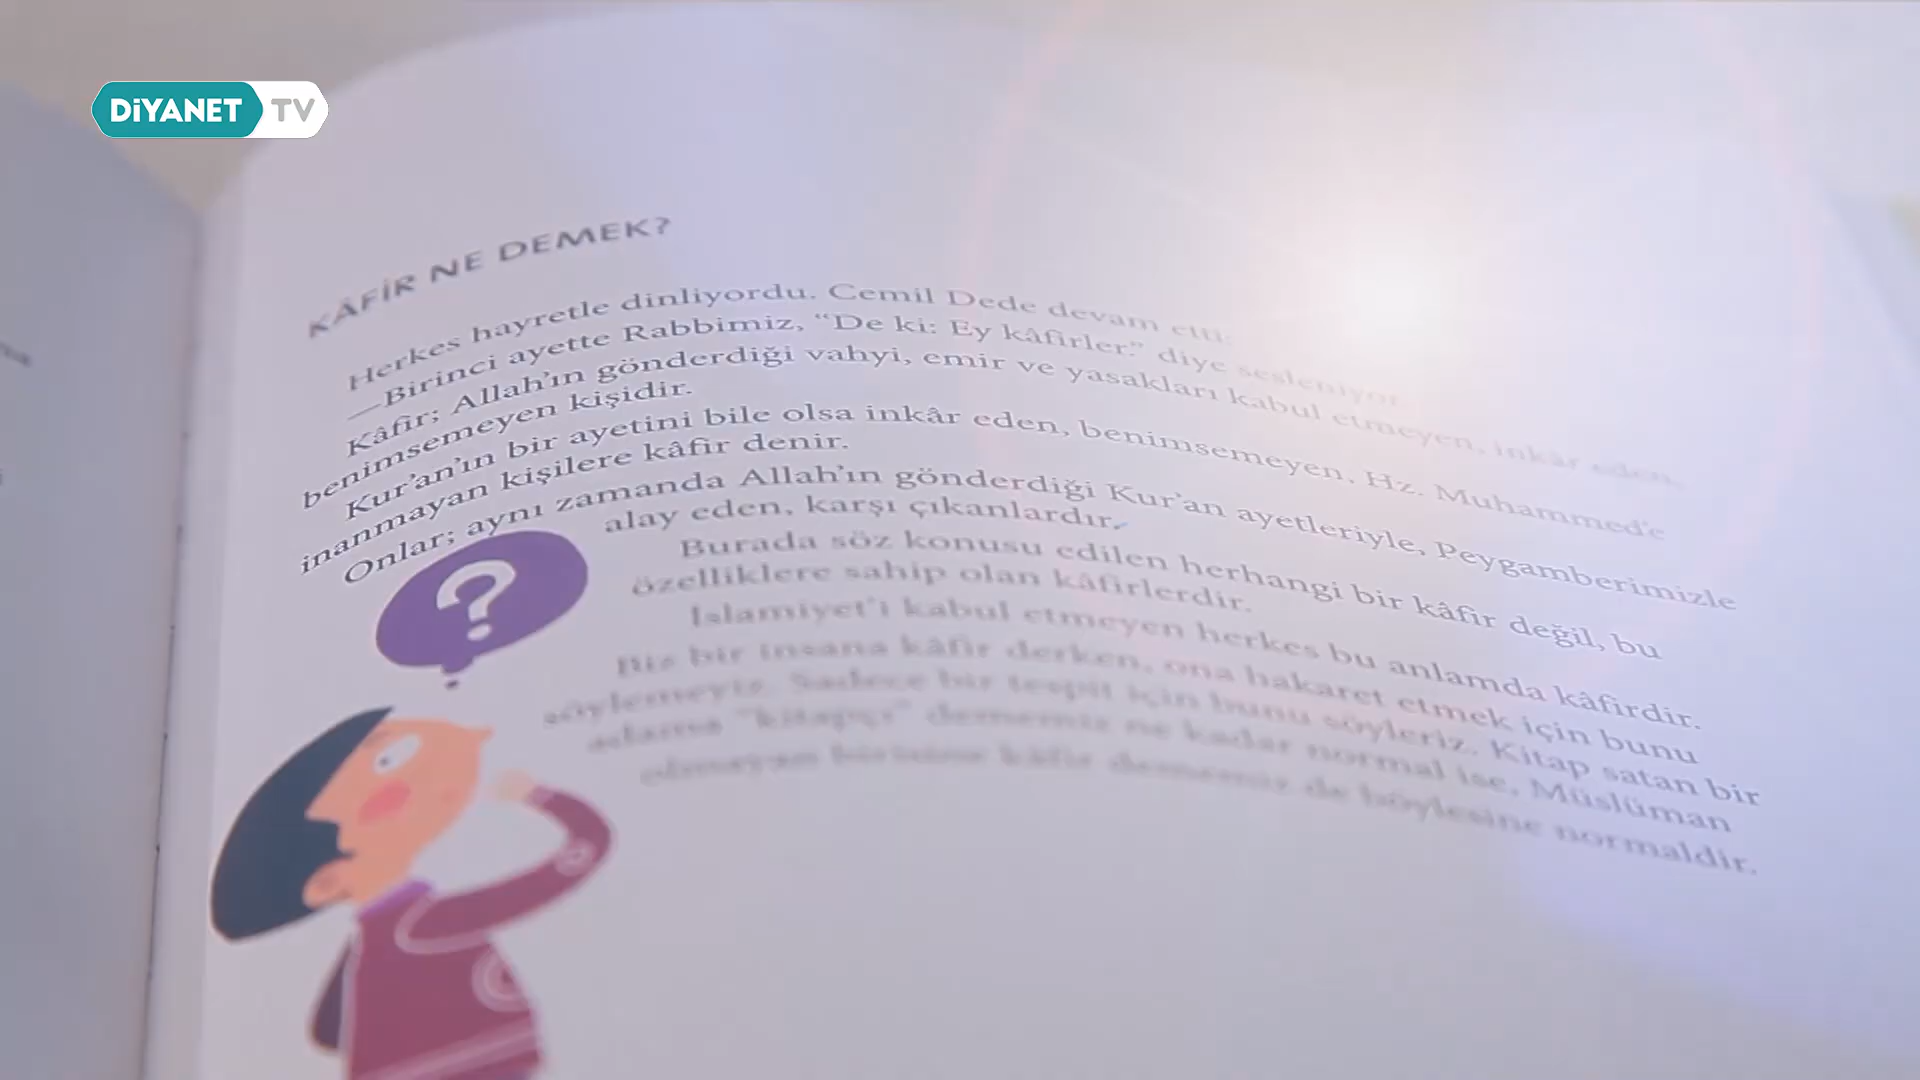 DİYANET TV
KÂFİR NE DEMEK?
Herkes hayretle dinliyordu. Cemil Dede devam etti:
—Birinci ayette Rabbimiz, “De ki: Ey kâfirler!” diye sesleniyor.
Kâfir; Allah’ın gönderdiği vahyi, emir ve yasakları kabul etmeyen, inkâr eden,
benimsemeyen kişidir.
Kur’an’ın bir ayetini bile olsa inkâr eden, benimsemeyen, Hz. Muhammed’e
inanmayan kişilere kâfir denir.
Onlar; aynı zamanda Allah’ın gönderdiği Kur’an ayetleriyle, Peygamberimizle
alay eden, karşı çıkanlardır.
Burada söz konusu edilen herhangi bir kâfir değil, bu
özelliklere sahip olan kâfirlerdir.
İslamiyet’i kabul etmeyen herkes bu anlamda kâfirdir.
Biz bir insana kâfir derken, ona hakaret etmek için bunu
söylemeyiz. Sadece bir tespit için bunu söyleriz. Kitap satan bir
adama “kitapçı” dememiz ne kadar normal ise, Müslüman
olmayan birisine kâfir dememiz de böylesine normaldir.
?